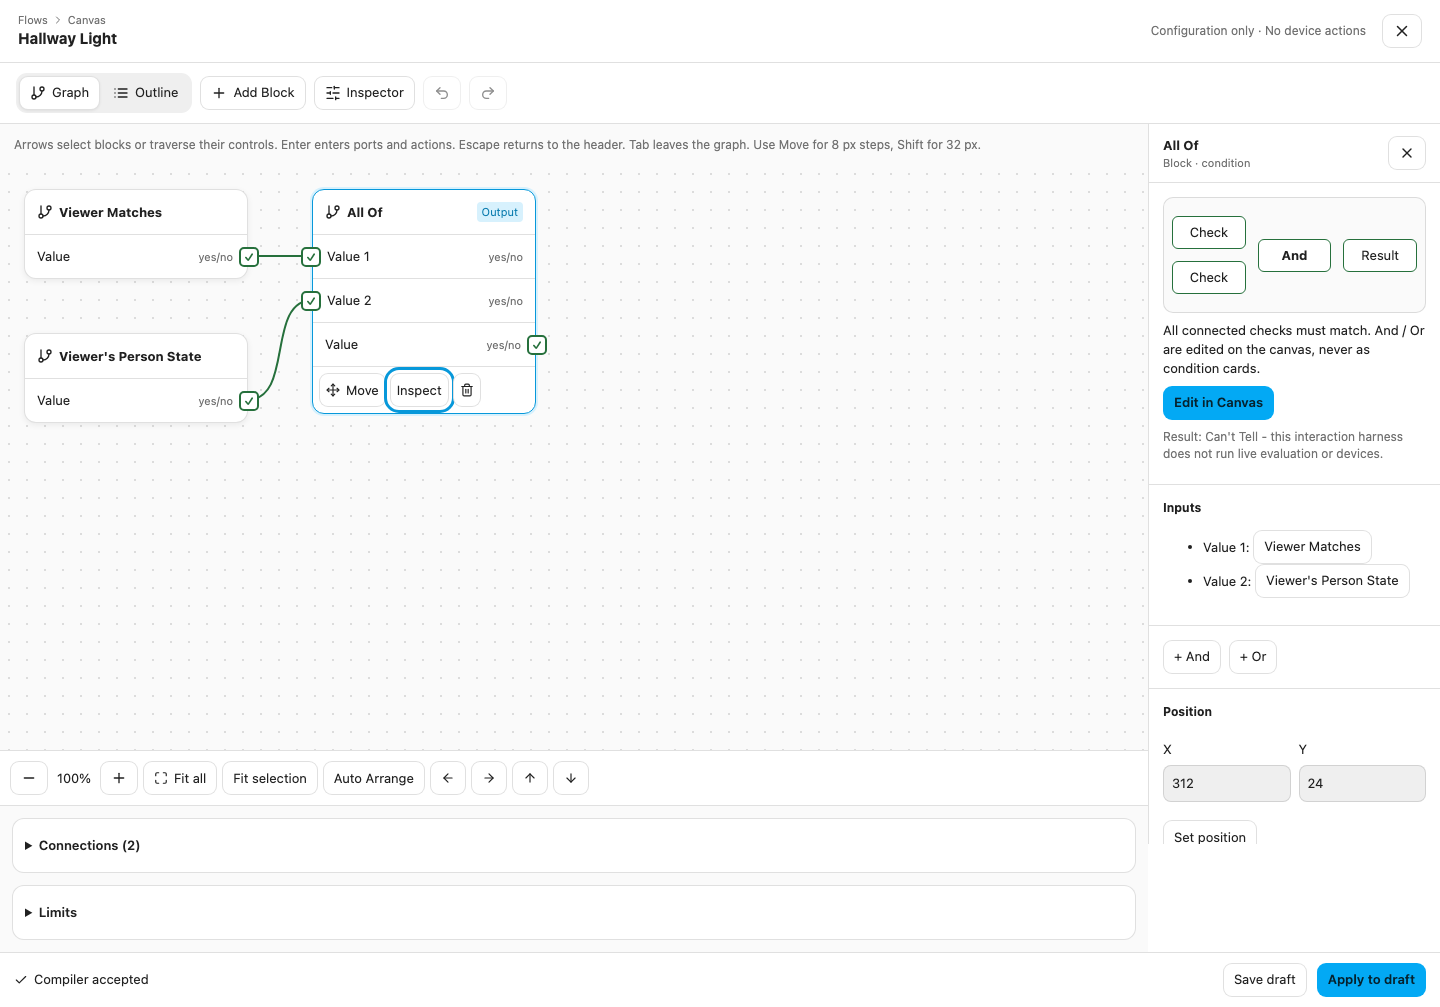 Flows > Canvas
Hallway Light
Configuration only · No device actions
Graph
Outline
Add Block
Inspector
Arrows select blocks or traverse their controls. Enter enters ports and actions. Escape returns to the header. Tab leaves the graph. Use Move for 8 px steps, Shift for 32 px.
Viewer Matches
Value yes/no
Viewer's Person State
Value yes/no
All Of Output
Value 1 yes/no
Value 2 yes/no
Value yes/no
Move Inspect
All Of
Block · condition
Check
Check
And
Result
All connected checks must match. And / Or
are edited on the canvas, never as
condition cards.
Edit in Canvas
Result: Can't Tell - this interaction harness
does not run live evaluation or devices.
Inputs
• Value 1: Viewer Matches
• Value 2: Viewer's Person State
+ And + Or
Position
X Y
312 24
Set position
100% Fit all Fit selection Auto Arrange
Connections (2)
Limits
Compiler accepted
Save draft Apply to draft